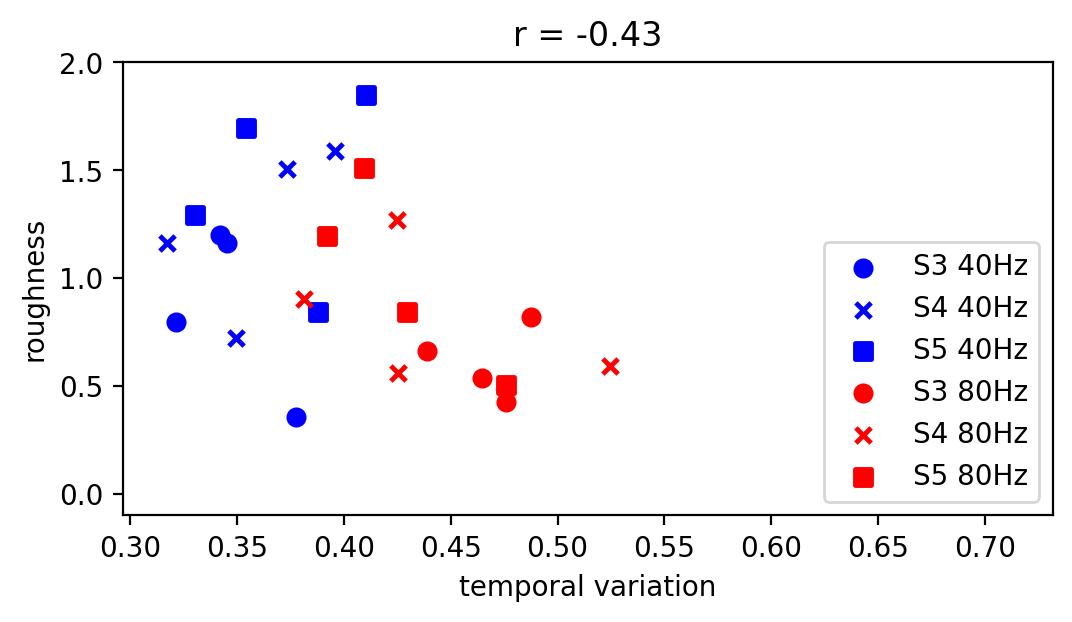 r = -0.43
2.0
1.5
1.0
0.5
0.0
roughness
0.30 0.35 0.40 0.45 0.50 0.55 0.60 0.65 0.70
temporal variation
S3 40Hz
S4 40Hz
S5 40Hz
S3 80Hz
S4 80Hz
S5 80Hz